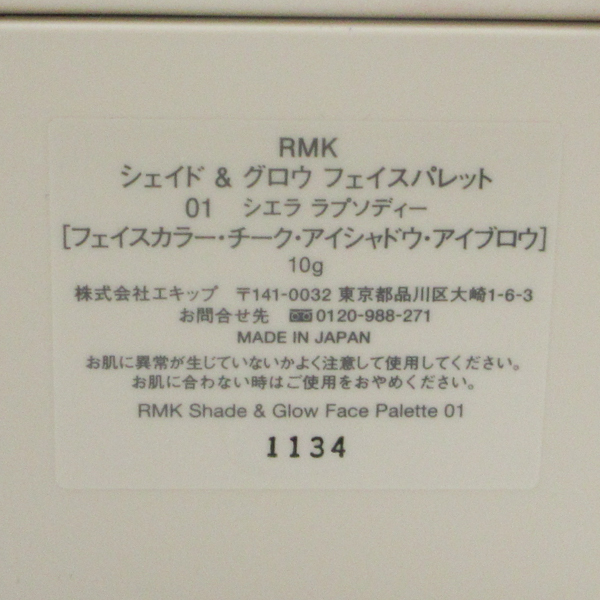 RMK
シェイド & グロウ フェイスパレット
01 シエラ ラプソディー
[フェイスカラー・チーク・アイシャドウ・アイブロウ]
10g
株式会社エキップ 〒141-0032 東京都品川区大崎1-6-3
お問合せ先 0120-988-271
MADE IN JAPAN
お肌に異常が生じていないかよく注意して使用してください。
お肌に合わない時はご使用をおやめください。
RMK Shade & Glow Face Palette 01
1134